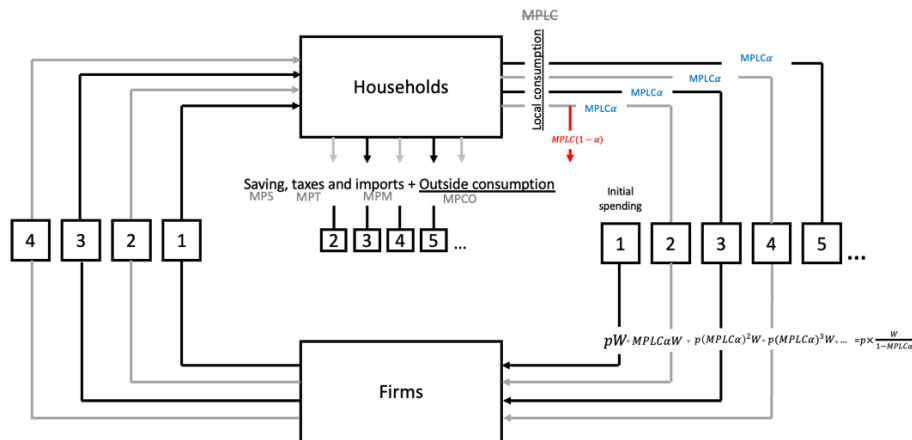 MPLC
Households
Local consumption
MPLCα
MPLCα
MPLCα
MPLCα
MPLC(1−α)
Saving, taxes and imports + Outside consumption
MPS MPT MPM MPCO
Initial
spending
4 3 2 1
2 3 4 5 ...
1 2 3 4 5 ...
pW+MPLCαW + p(MPLCα)²W+p(MPLCα)³W+,... =p×W/(1−MPLCα)
Firms